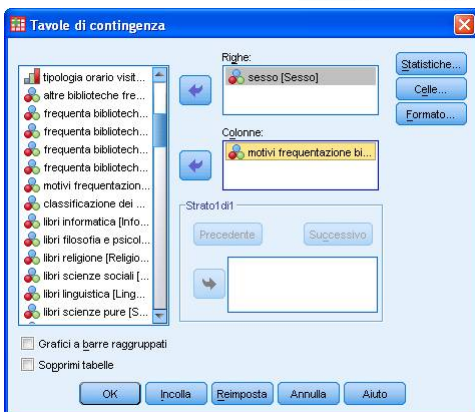 Tavole di contingenza
tipologia orario visit...
altre biblioteche fre...
frequenta bibliotech...
frequenta bibliotech...
frequenta bibliotech...
frequenta bibliotech...
motivi frequentazion...
classificazione dei ...
libri informatica [Info...
libri filosofia e psicol...
libri religione [Religio...
libri scienze sociali [...
libri linguistica [Ling...
libri scienze pure [S...
Righe:
sesso [Sesso]
Colonne:
motivi frequentazione bi...
Strato1di1
Precedente
Successivo
Statistiche...
Celle...
Formato...
Grafici a barre raggruppati
Sopprimi tabelle
OK
Incolla
Reimposta
Annulla
Aiuto